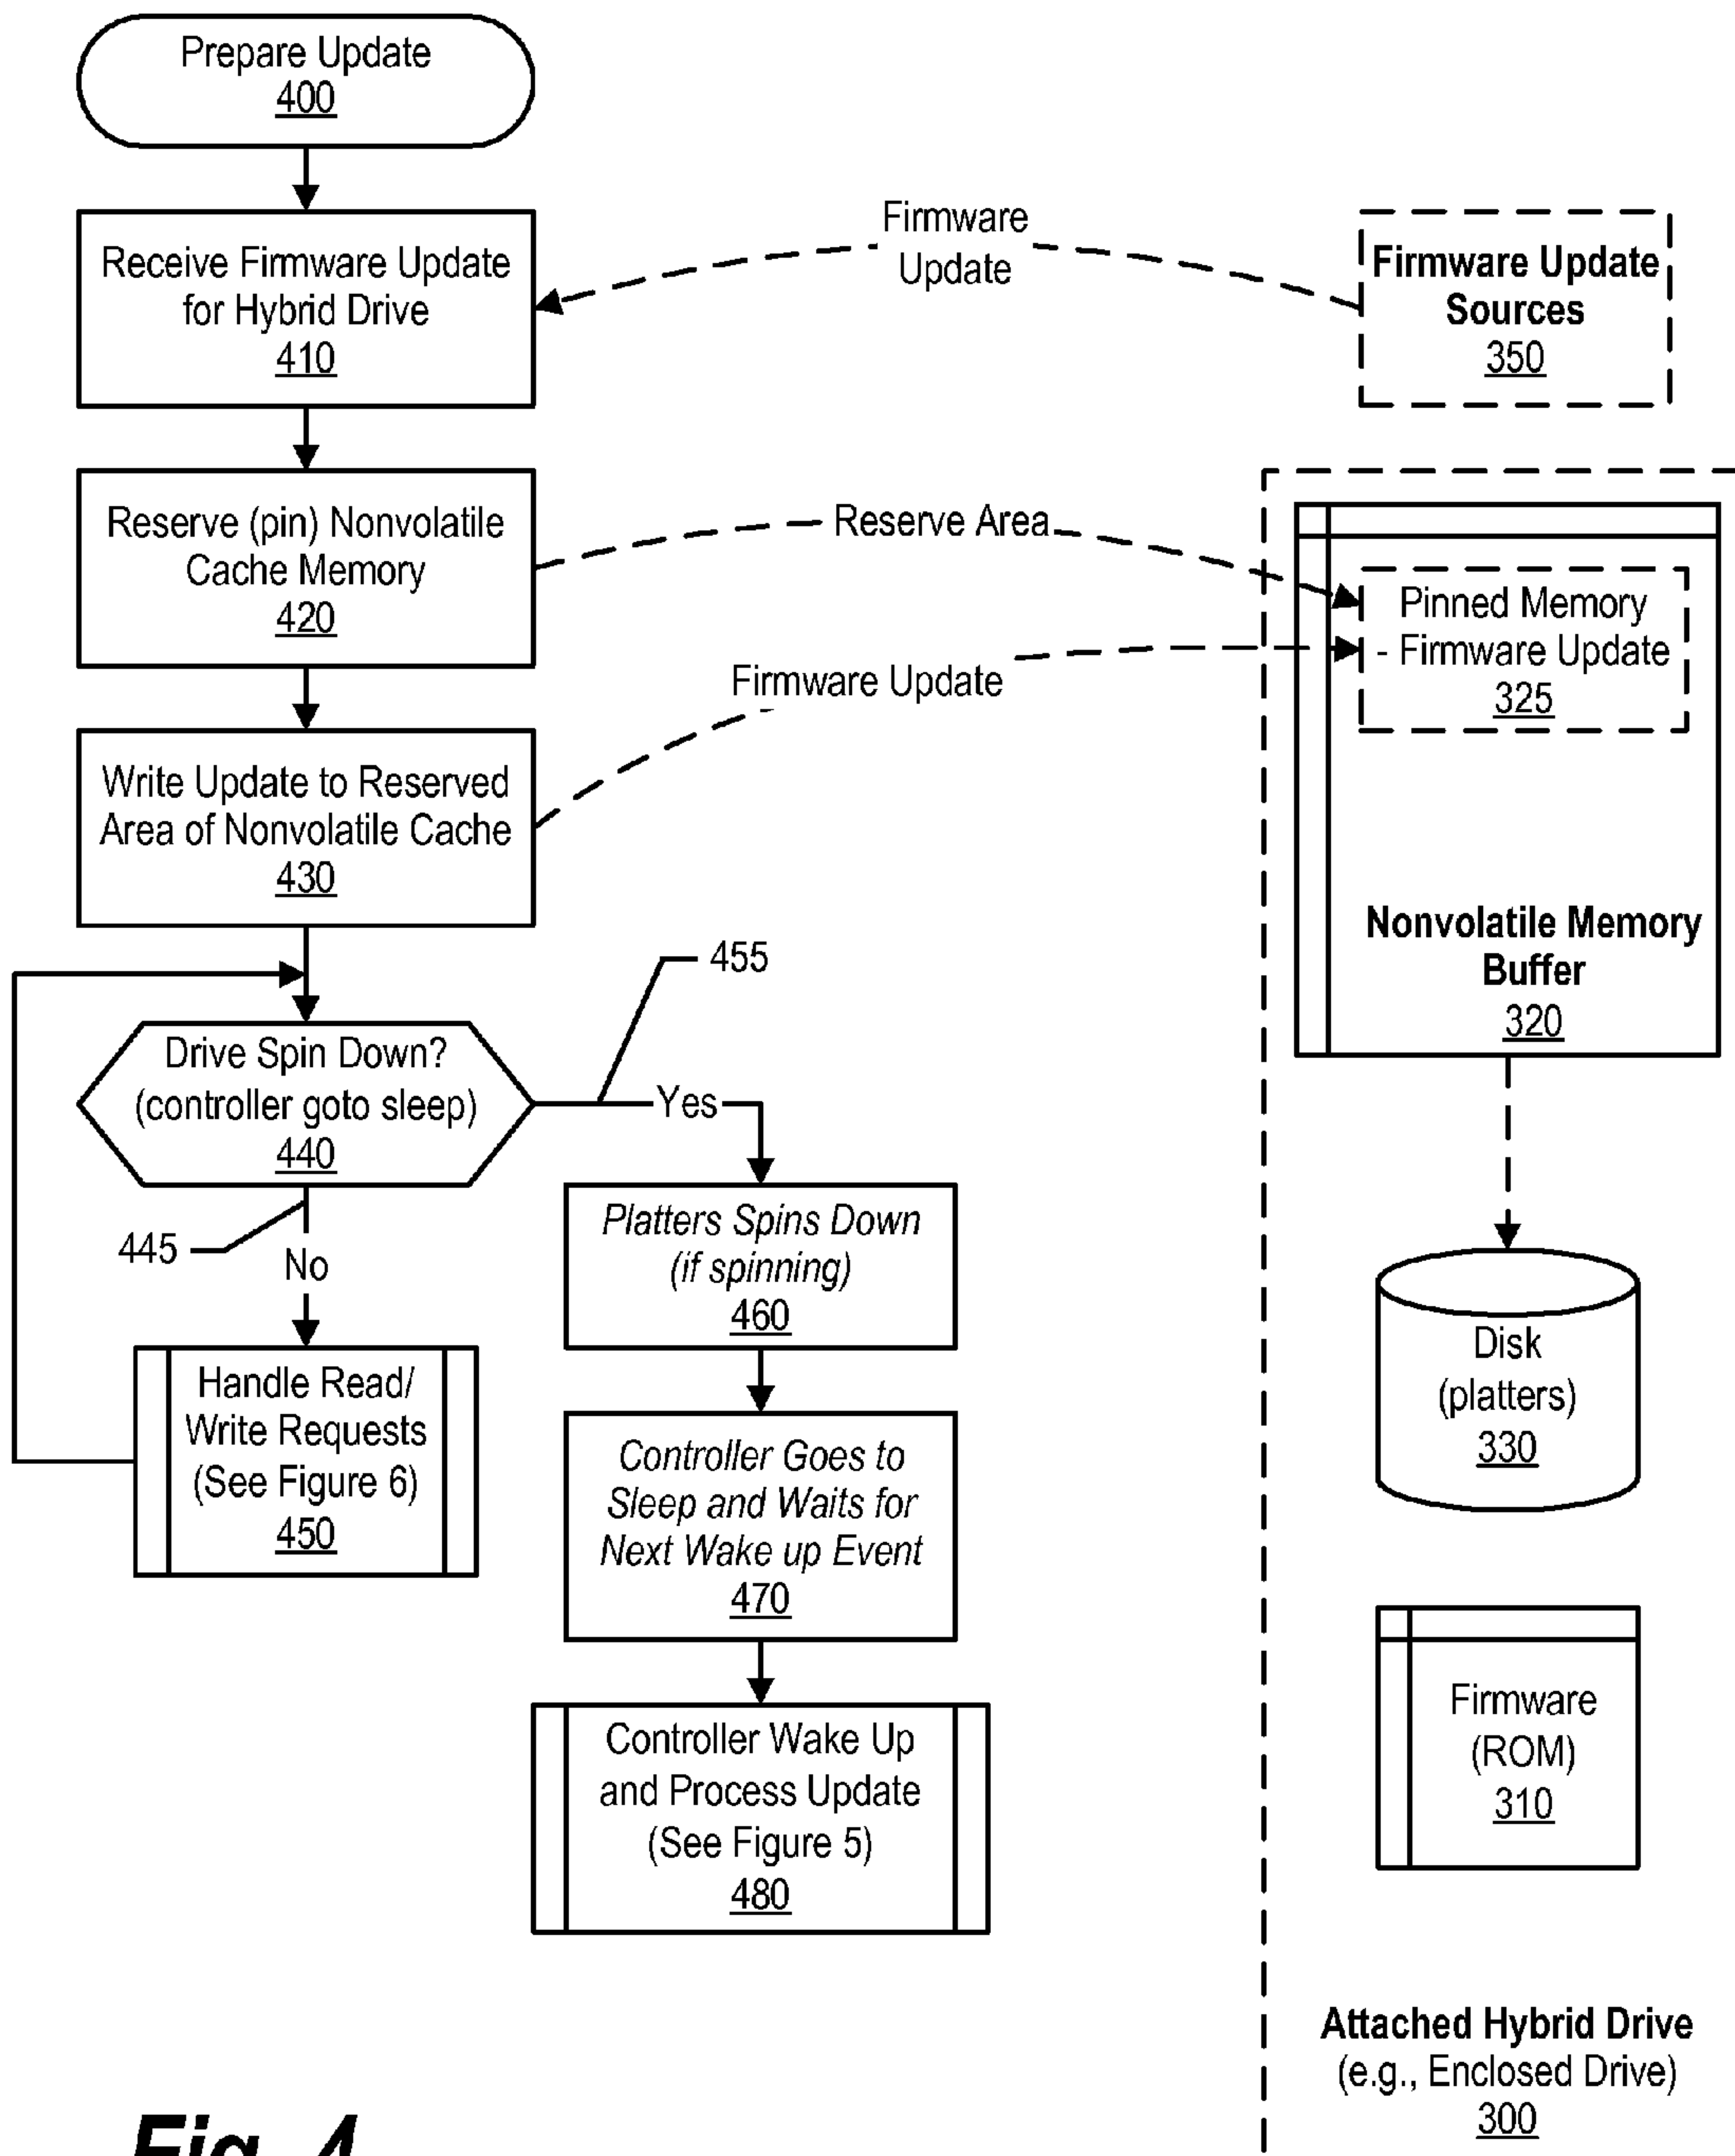 Prepare Update
400
Receive Firmware Update
for Hybrid Drive
410
Reserve (pin) Nonvolatile
Cache Memory
420
Write Update to Reserved
Area of Nonvolatile Cache
430
Drive Spin Down?
(controller goto sleep)
440
455
Yes
445
No
Handle Read/
Write Requests
(See Figure 6)
450
Platters Spins Down
(if spinning)
460
Controller Goes to
Sleep and Waits for
Next Wake up Event
470
Controller Wake Up
and Process Update
(See Figure 5)
480
Firmware
Update
Reserve Area
Firmware Update
Firmware Update
Sources
350
Pinned Memory
- Firmware Update
325
Nonvolatile Memory
Buffer
320
Disk
(platters)
330
Firmware
(ROM)
310
Attached Hybrid Drive
(e.g., Enclosed Drive)
300
Fig. 4